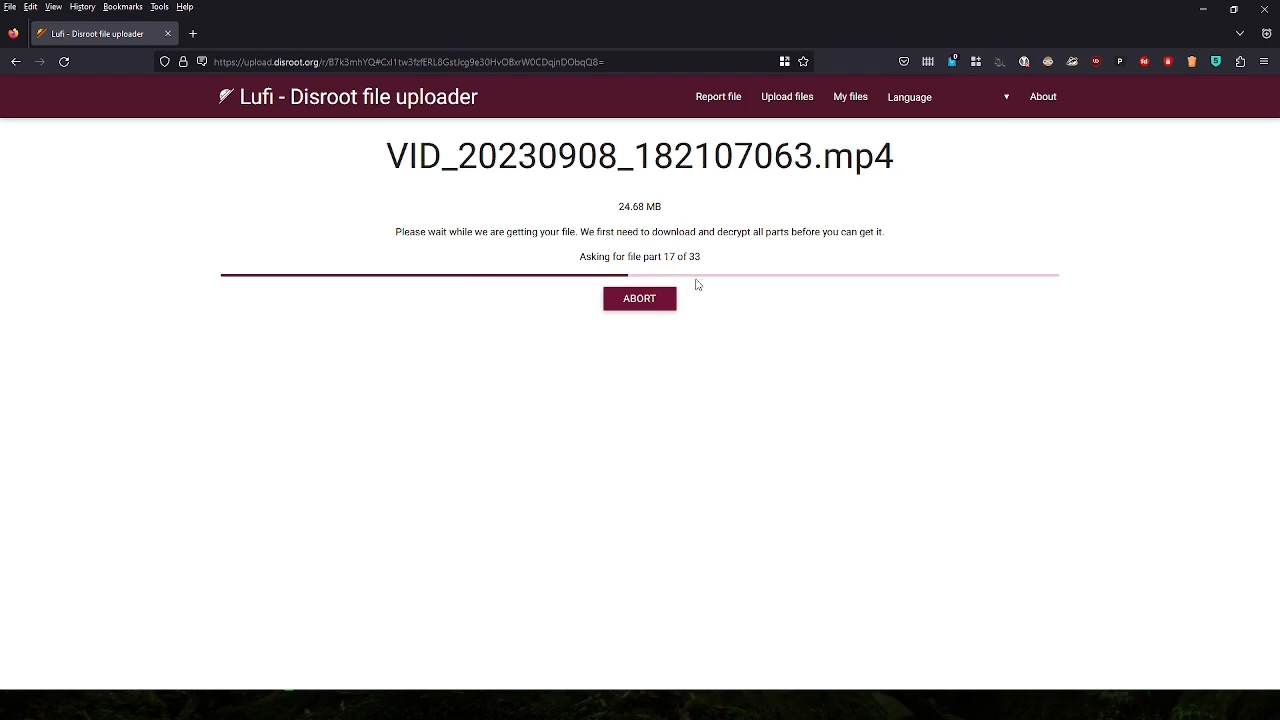 File Edit View History Bookmarks Tools Help
Lufi - Disroot file uploader
Lufi - Disroot file uploader
Report file Upload files My files Language About
VID_20230908_182107063.mp4
24.68 MB
Please wait while we are getting your file. We first need to download and decrypt all parts before you can get it.
Asking for file part 17 of 33
ABORT